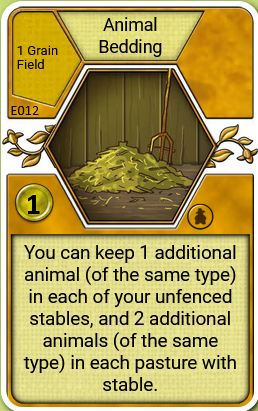 Animal
Bedding
1 Grain
Field
E012
1
You can keep 1 additional
animal (of the same type)
in each of your unfenced
stables, and 2 additional
animals (of the same
type) in each pasture with
stable.